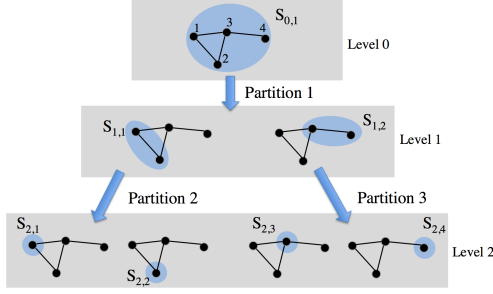 S0,1
1 3 4
2
Level 0
Partition 1
S1,1
S1,2
Level 1
Partition 2
Partition 3
S2,1
S2,2
S2,3
S2,4
Level 2